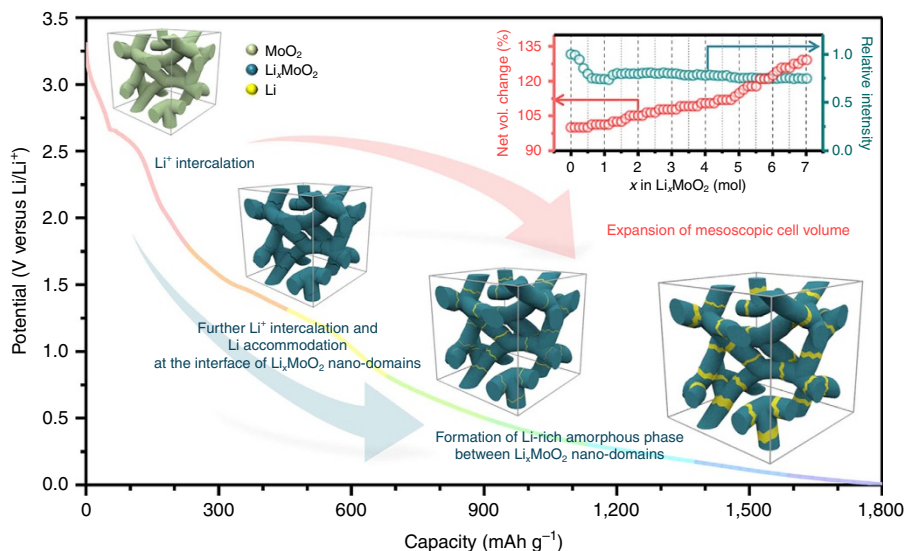 3.5
3.0
2.5
2.0
1.5
1.0
0.5
0.0
Potential (V versus Li/Li⁺)
0
300
600
900
1,200
1,500
1,800
Capacity (mAh g⁻¹)
MoO₂
LiₓMoO₂
Li
Li⁺ intercalation
Further Li⁺ intercalation and
Li accommodation
at the interface of LiₓMoO₂ nano-domains
Formation of Li-rich amorphous phase
between LiₓMoO₂ nano-domains
Expansion of mesoscopic cell volume
Net vol. change (%)
135
120
105
90
1.0
0.5
0.0
Relative intetnsity
0 1 2 3 4 5 6 7
x in LiₓMoO₂ (mol)